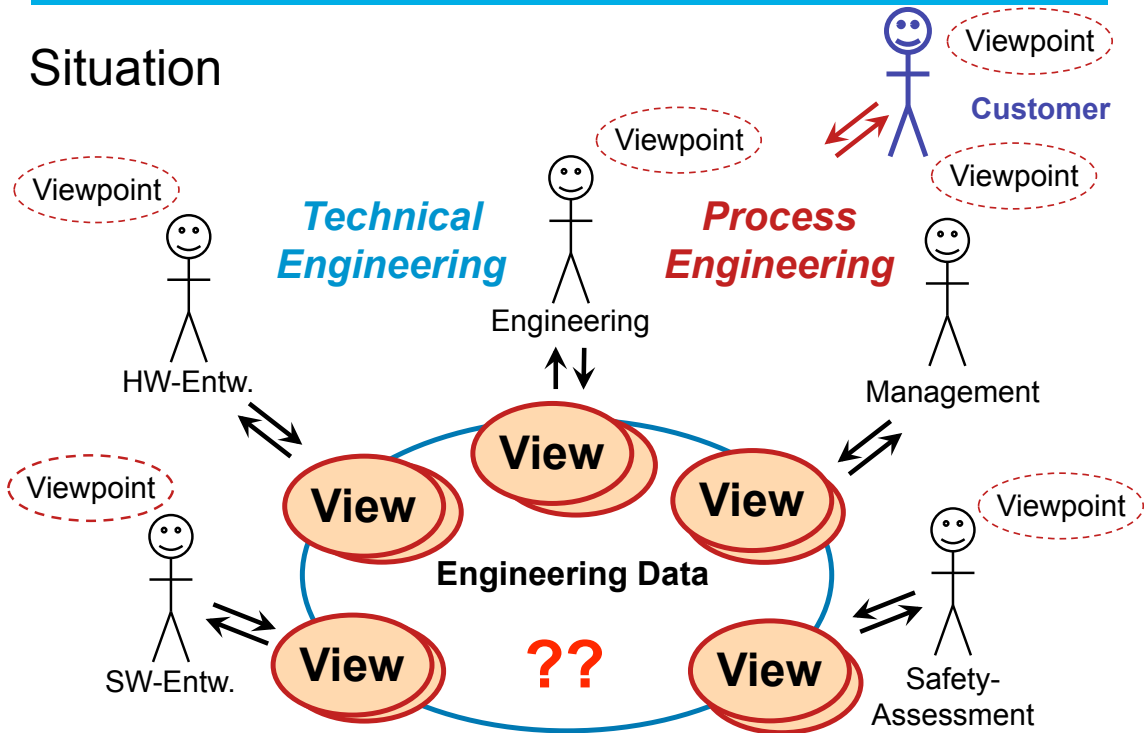 Situation
Viewpoint
Customer
Viewpoint
Viewpoint
Viewpoint
Technical
Engineering
Process
Engineering
Engineering
HW-Entw.
Management
View
View
View
Viewpoint
Viewpoint
Engineering Data
View
??
View
SW-Entw.
Safety-
Assessment